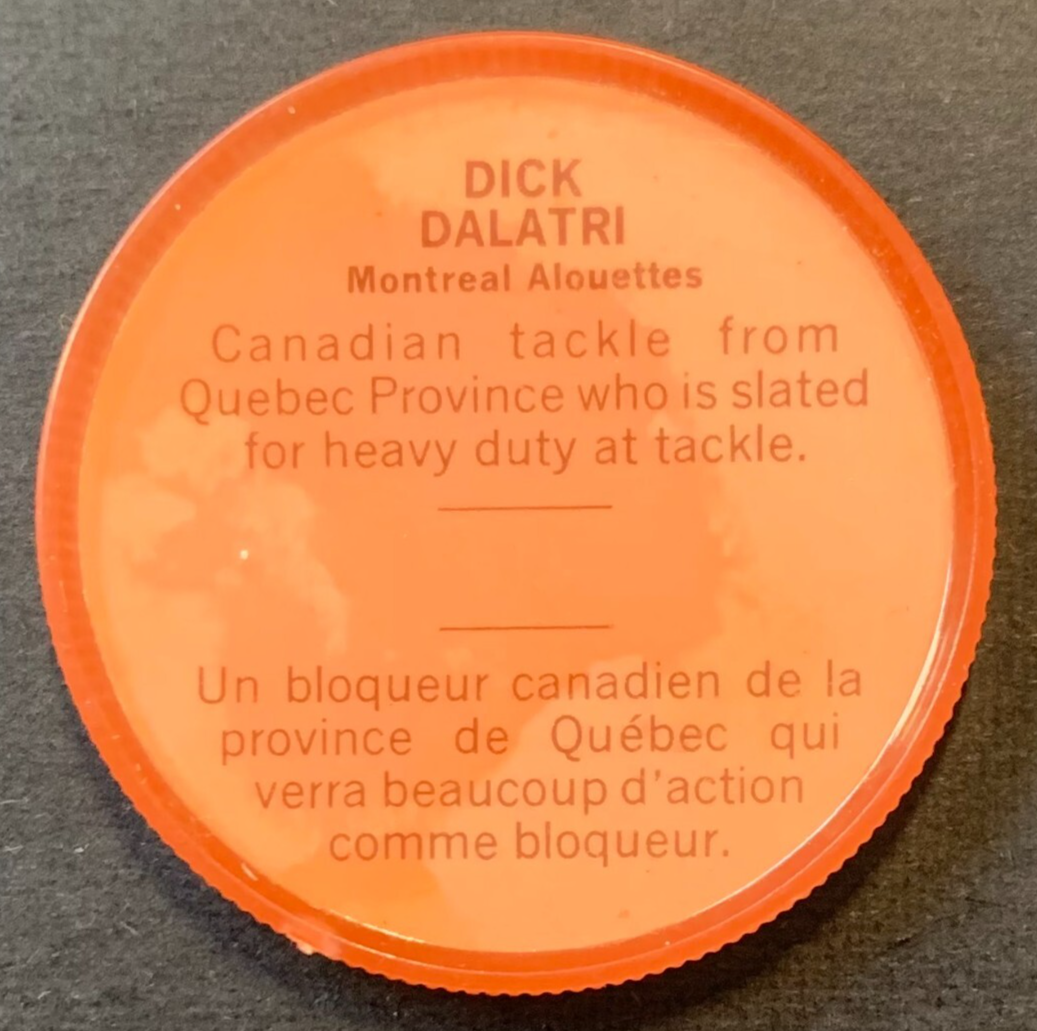 DICK
DALATRI
Montreal Alouettes
Canadian tackle from
Quebec Province who is slated
for heavy duty at tackle.
Un bloqueur canadien de la
province de Québec qui
verra beaucoup d'action
comme bloqueur.